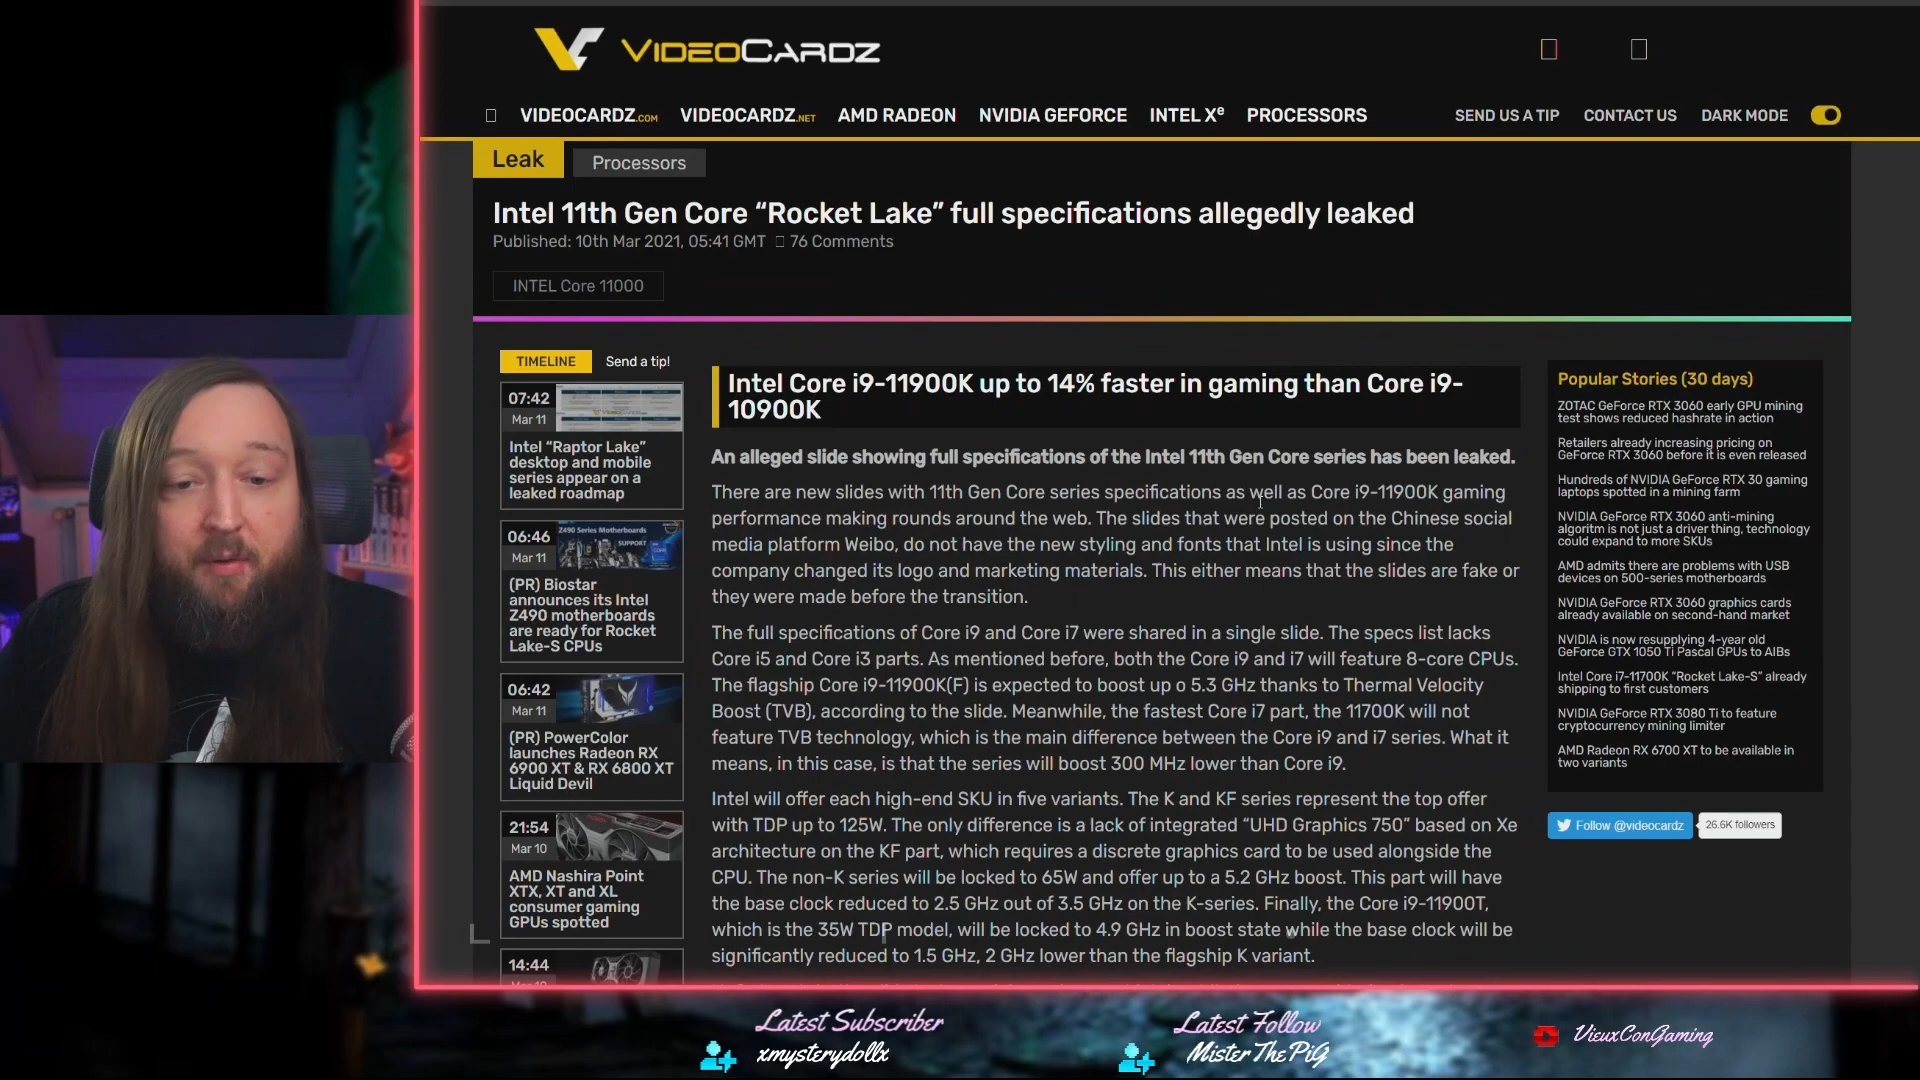 VIDEOCARDZ
VIDEOCARDZ.COM VIDEOCARDZ.NET AMD RADEON NVIDIA GEFORCE INTEL Xe PROCESSORS SEND US A TIP CONTACT US DARK MODE
Leak Processors
Intel 11th Gen Core “Rocket Lake” full specifications allegedly leaked
Published: 10th Mar 2021, 05:41 GMT 76 Comments
INTEL Core 11000
TIMELINE Send a tip!
07:42
Mar 11
Intel “Raptor Lake”
desktop and mobile
series appear on a
leaked roadmap
06:46
Mar 11
Z490 Series Motherboards
SUPPORT
(PR) Biostar
announces its Intel
Z490 motherboards
are ready for Rocket
Lake-S CPUs
06:42
Mar 11
(PR) PowerColor
launches Radeon RX
6900 XT & RX 6800 XT
Liquid Devil
21:54
Mar 10
AMD Nashira Point
XTX, XT and XL
consumer gaming
GPUs spotted
14:44
Intel Core i9-11900K up to 14% faster in gaming than Core i9-
10900K
An alleged slide showing full specifications of the Intel 11th Gen Core series has been leaked.
There are new slides with 11th Gen Core series specifications as well as Core i9-11900K gaming
performance making rounds around the web. The slides that were posted on the Chinese social
media platform Weibo, do not have the new styling and fonts that Intel is using since the
company changed its logo and marketing materials. This either means that the slides are fake or
they were made before the transition.
The full specifications of Core i9 and Core i7 were shared in a single slide. The specs list lacks
Core i5 and Core i3 parts. As mentioned before, both the Core i9 and i7 will feature 8-core CPUs.
The flagship Core i9-11900K(F) is expected to boost up o 5.3 GHz thanks to Thermal Velocity
Boost (TVB), according to the slide. Meanwhile, the fastest Core i7 part, the 11700K will not
feature TVB technology, which is the main difference between the Core i9 and i7 series. What it
means, in this case, is that the series will boost 300 MHz lower than Core i9.
Intel will offer each high-end SKU in five variants. The K and KF series represent the top offer
with TDP up to 125W. The only difference is a lack of integrated “UHD Graphics 750” based on Xe
architecture on the KF part, which requires a discrete graphics card to be used alongside the
CPU. The non-K series will be locked to 65W and offer up to a 5.2 GHz boost. This part will have
the base clock reduced to 2.5 GHz out of 3.5 GHz on the K-series. Finally, the Core i9-11900T,
which is the 35W TDP model, will be locked to 4.9 GHz in boost state while the base clock will be
significantly reduced to 1.5 GHz, 2 GHz lower than the flagship K variant.
Popular Stories (30 days)
ZOTAC GeForce RTX 3060 early GPU mining
test shows reduced hashrate in action
Retailers already increasing pricing on
GeForce RTX 3060 before it is even released
Hundreds of NVIDIA GeForce RTX 30 gaming
laptops spotted in a mining farm
NVIDIA GeForce RTX 3060 anti-mining
algoritm is not just a driver thing, technology
could expand to more SKUs
AMD admits there are problems with USB
devices on 500-series motherboards
NVIDIA GeForce RTX 3060 graphics cards
already available on second-hand market
NVIDIA is now resupplying 4-year old
GeForce GTX 1050 Ti Pascal GPUs to AIBs
Intel Core i7-11700K “Rocket Lake-S” already
shipping to first customers
NVIDIA GeForce RTX 3080 Ti to feature
cryptocurrency mining limiter
AMD Radeon RX 6700 XT to be available in
two variants
Follow @videocardz 26.6K followers
Latest Subscriber
xmysterydollx
Latest Follow
MisterThePiG
VieuxConGaming